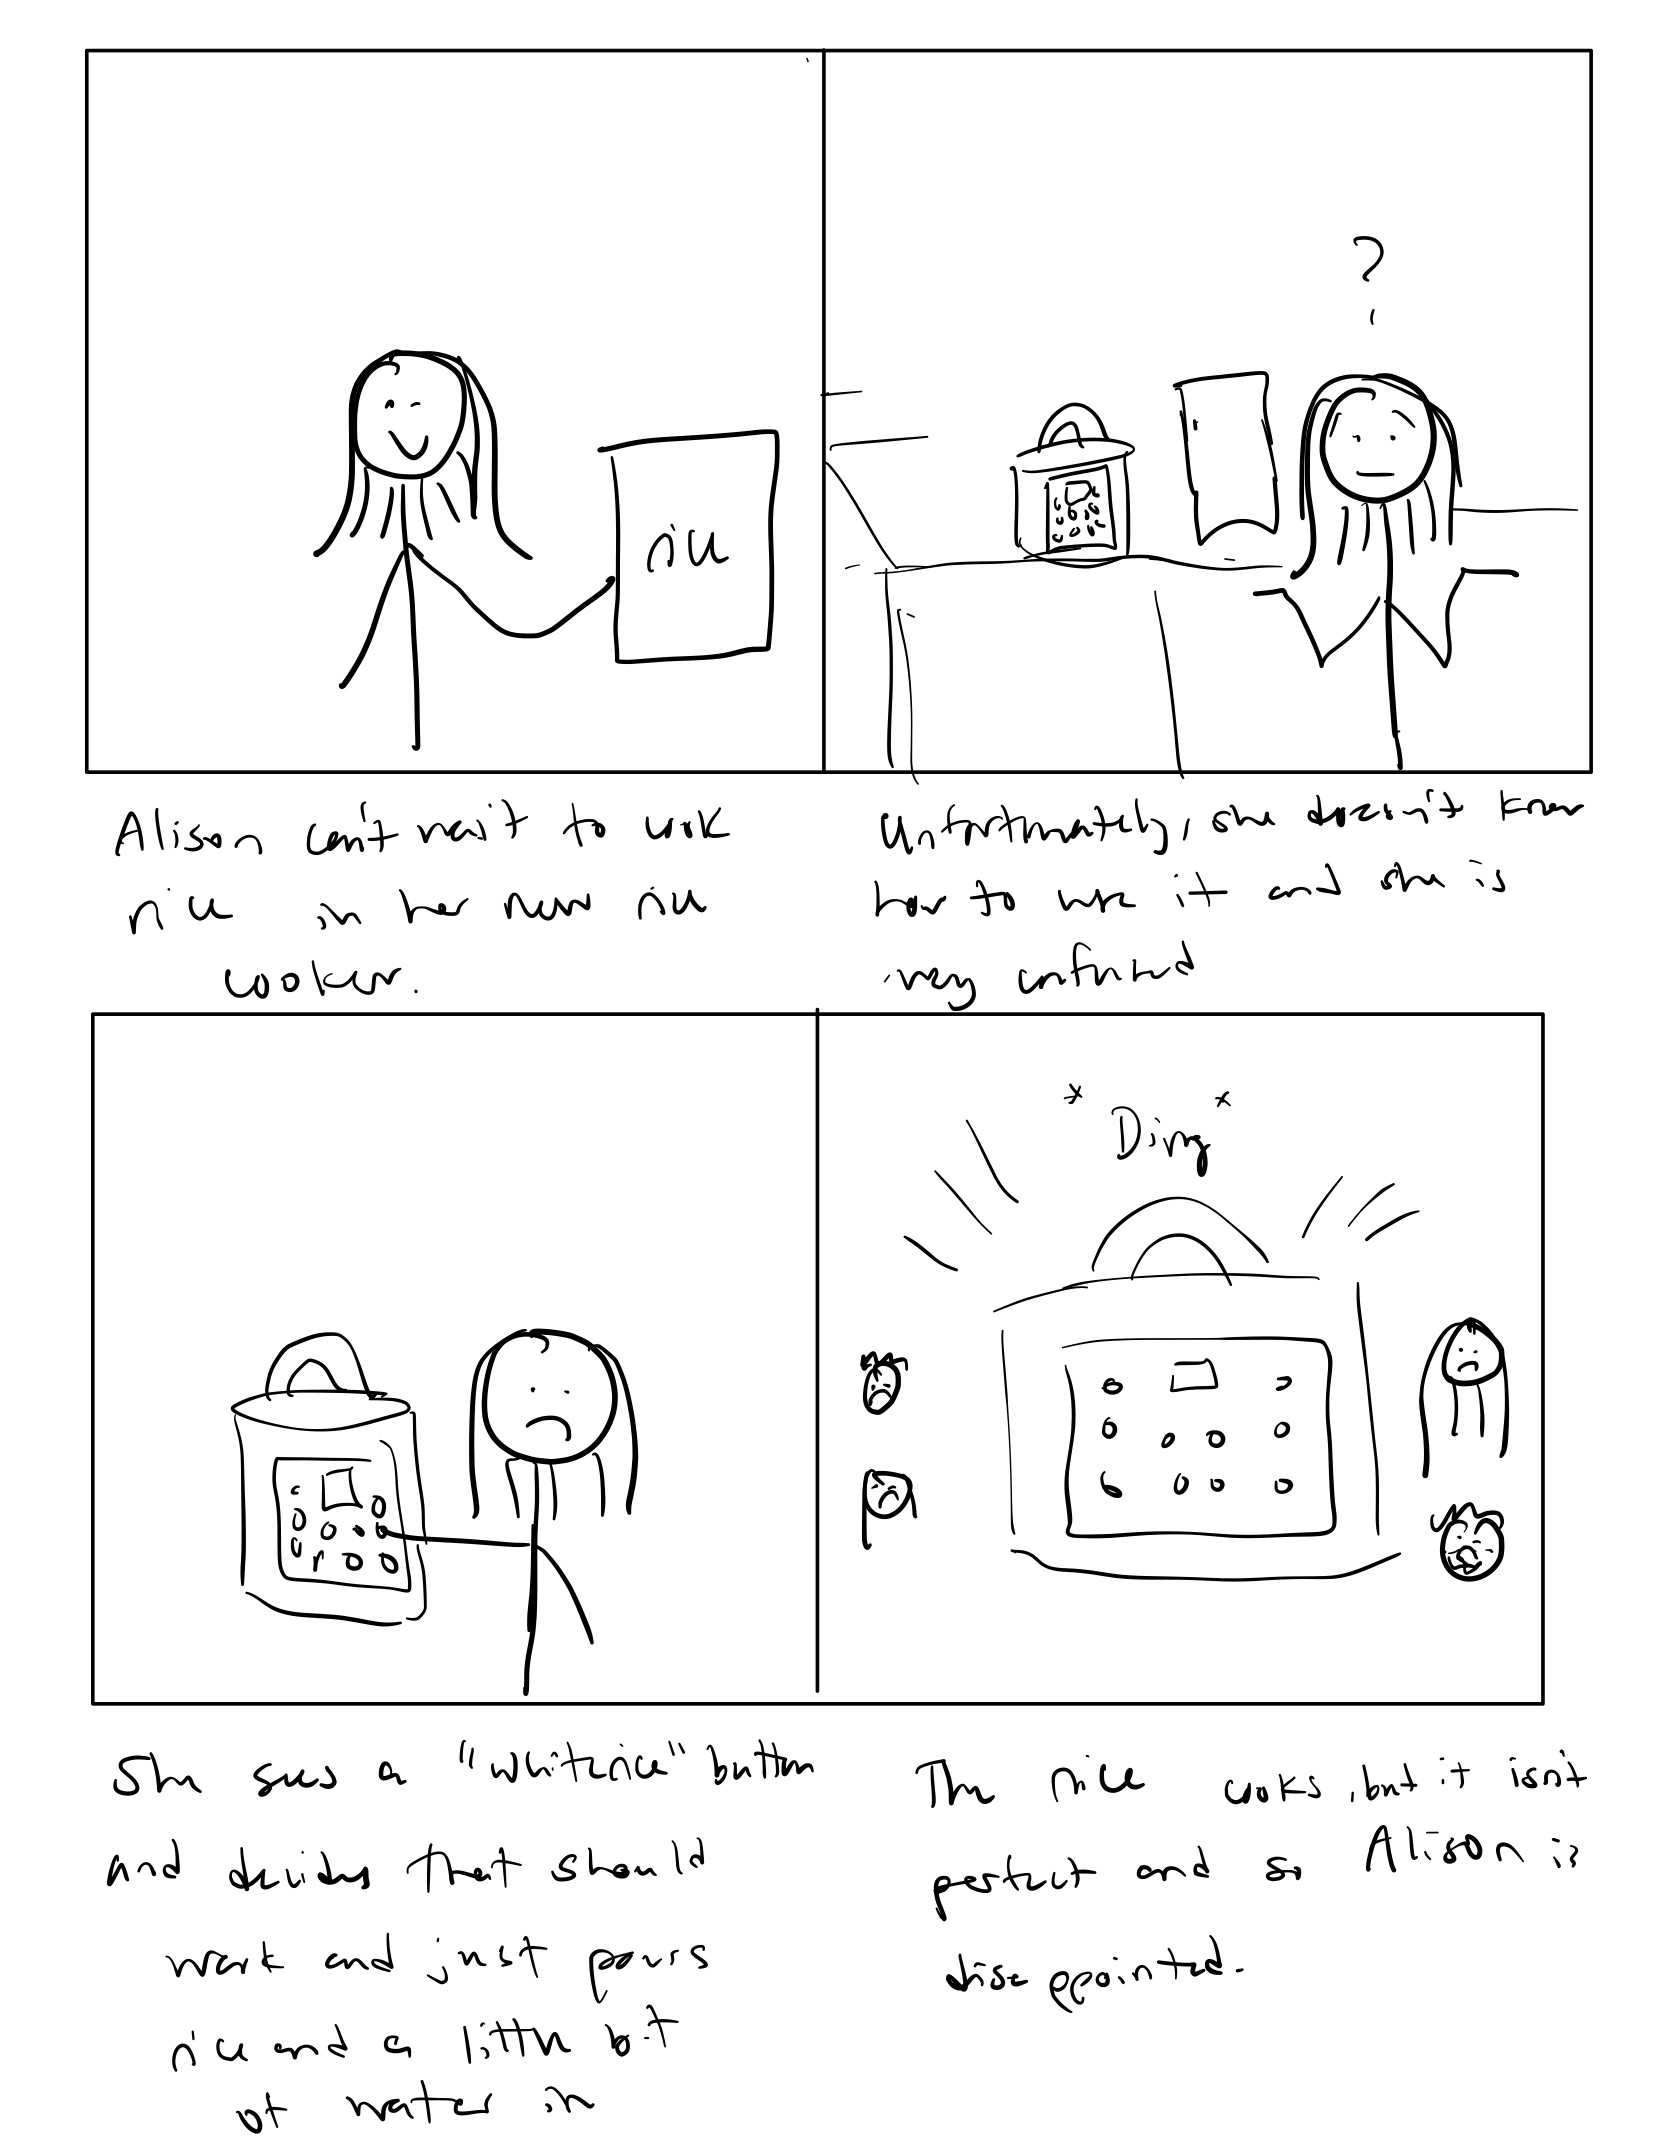 rice
?
Alison can't wait to cook
rice in her new rice
cooker.
Unfortunately, she doesn't know
how to use it and she is
very confused
*Ding*
She sees a "white rice" button
and decides that should
work and just pours
rice and a little bit
of water in
The rice cooks, but it isn't
perfect and so Alison is
disappointed.